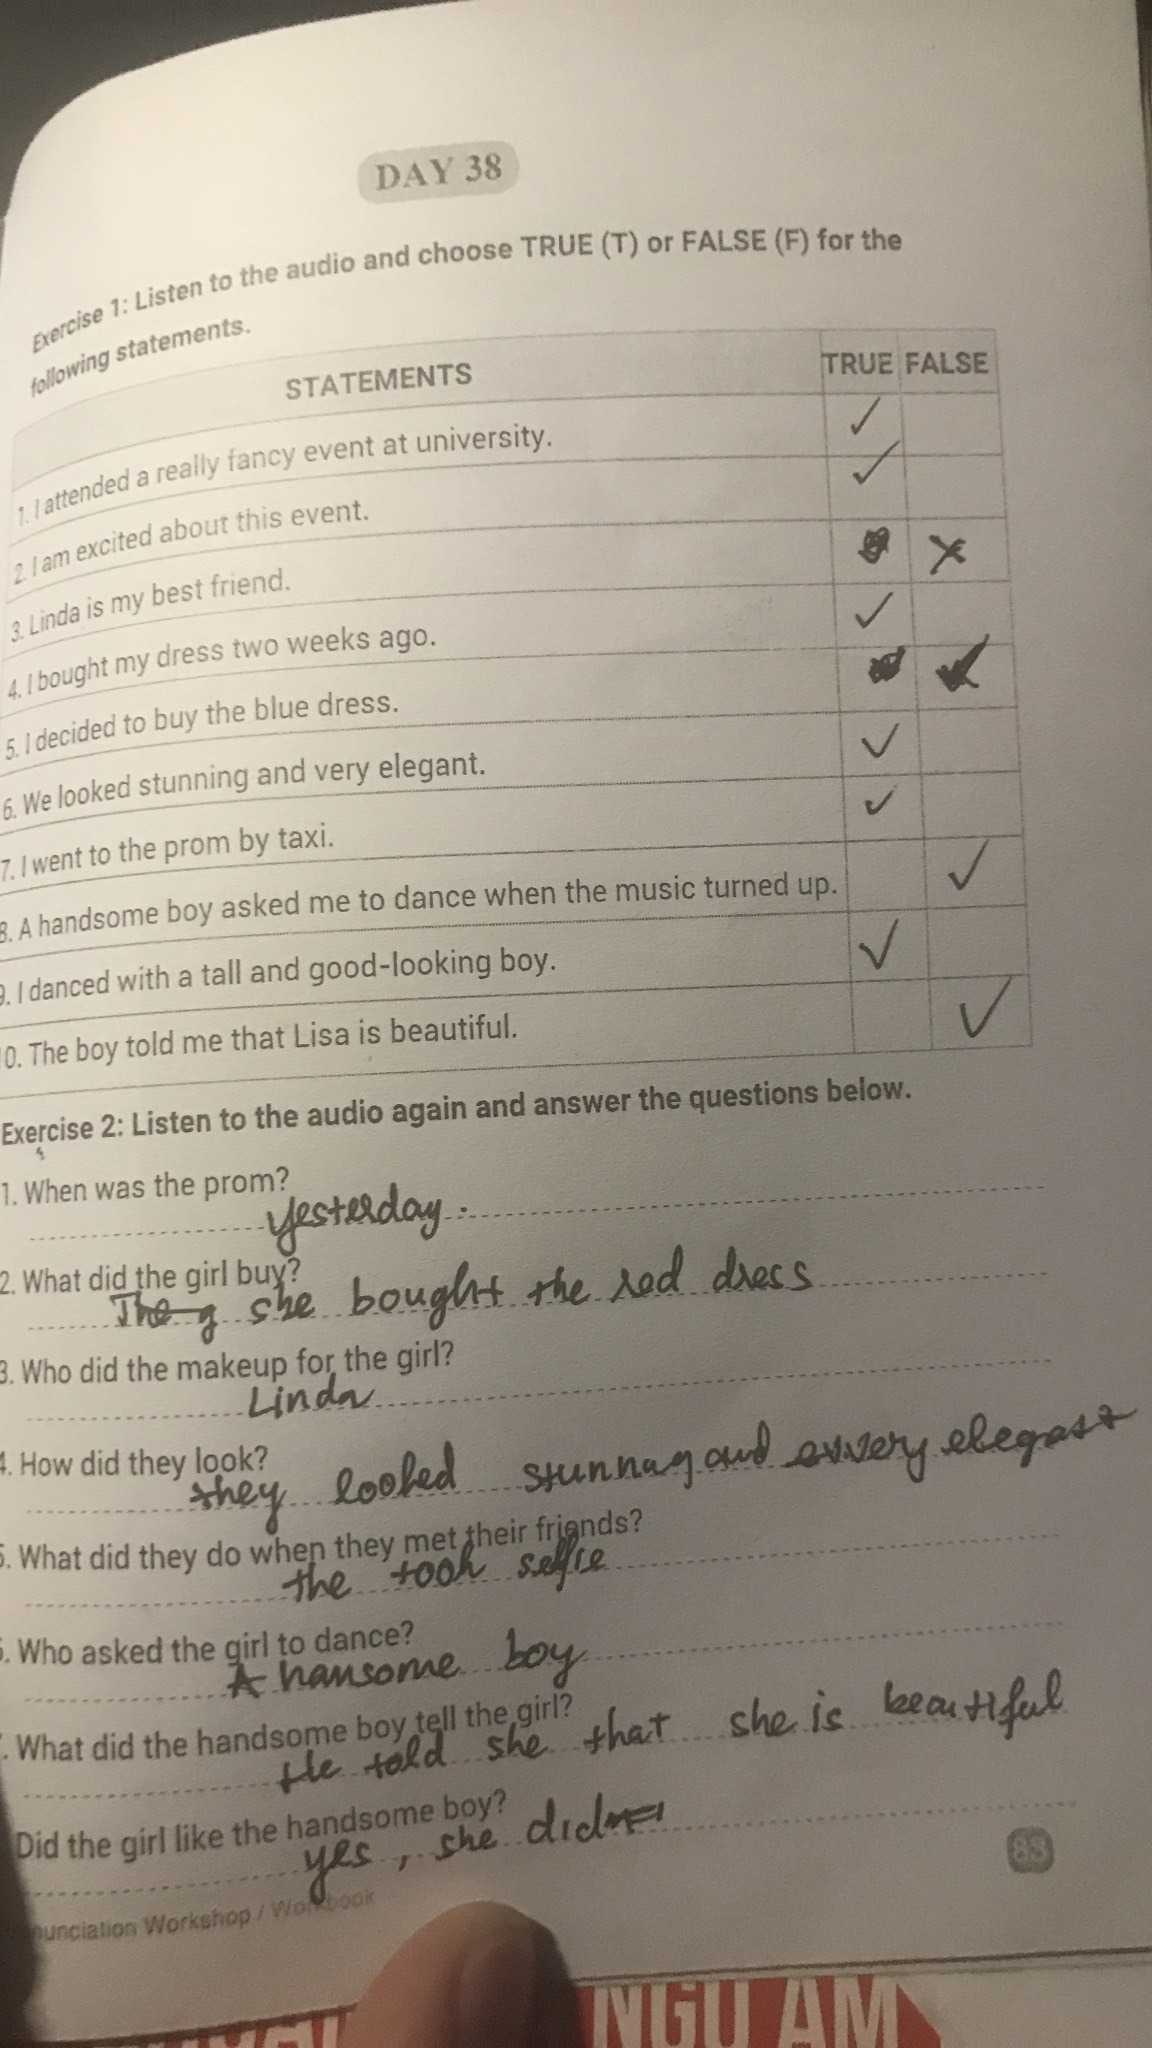 DAY 38
Exercise 1: Listen to the audio and choose TRUE (T) or FALSE (F) for the
following statements.
STATEMENTS TRUE FALSE
1. I attended a really fancy event at university. ✓
2. I am excited about this event. ✓
3. Linda is my best friend. X
4. I bought my dress two weeks ago. ✓
5. I decided to buy the blue dress. ✓
6. We looked stunning and very elegant. ✓
7. I went to the prom by taxi. ✓
8. A handsome boy asked me to dance when the music turned up. ✓
9. I danced with a tall and good-looking boy. ✓
0. The boy told me that Lisa is beautiful. ✓
Exercise 2: Listen to the audio again and answer the questions below.
1. When was the prom?
yesterday.
2. What did the girl buy?
The g she bought the red dress
3. Who did the makeup for the girl?
Linda
4. How did they look?
they looked stunnag and very elegast
5. What did they do when they met their friends?
the took selfie
. Who asked the girl to dance?
A hansome boy
. What did the handsome boy tell the girl?
He told she that she is beautiful
Did the girl like the handsome boy?
yes, she did
83
nunciation Workshop / Workbook
NGU AM